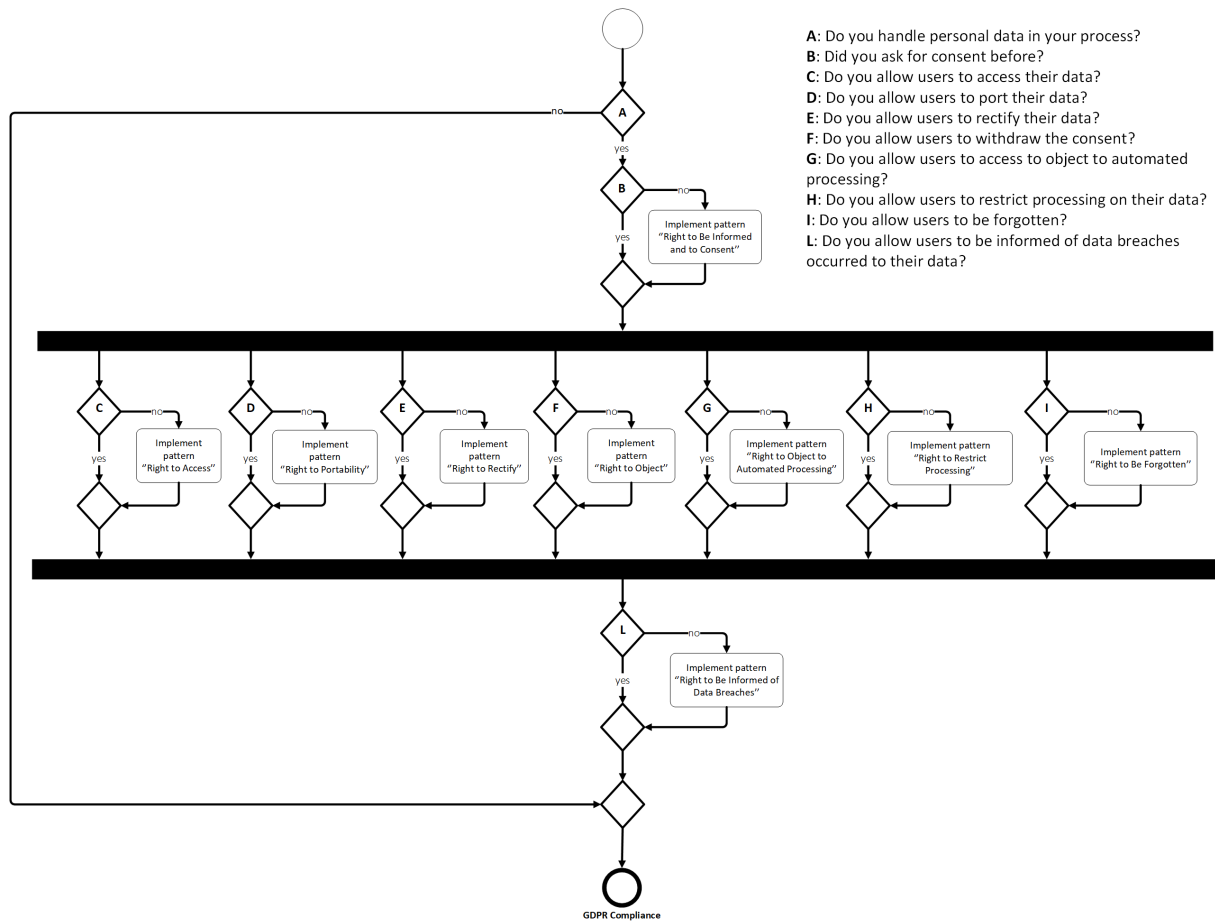 A: Do you handle personal data in your process?
B: Did you ask for consent before?
C: Do you allow users to access their data?
D: Do you allow users to port their data?
E: Do you allow users to rectify their data?
F: Do you allow users to withdraw the consent?
G: Do you allow users to access to object to automated
processing?
H: Do you allow users to restrict processing on their data?
I: Do you allow users to be forgotten?
L: Do you allow users to be informed of data breaches
occurred to their data?
A
no
yes
B
no
yes
Implement pattern
“Right to Be Informed
and to Consent”
C
no
yes
Implement
pattern
“Right to Access”
D
no
yes
Implement
pattern
“Right to Portability”
E
no
yes
Implement
pattern
“Right to Rectify”
F
no
yes
Implement
pattern
“Right to Object”
G
no
yes
Implement pattern
“Right to Object to
Automated Processing”
H
no
yes
Implement pattern
“Right to Restrict
Processing”
I
no
yes
Implement pattern
“Right to Be Forgotten”
L
no
yes
Implement pattern
“Right to Be Informed of
Data Breaches”
GDPR Compliance